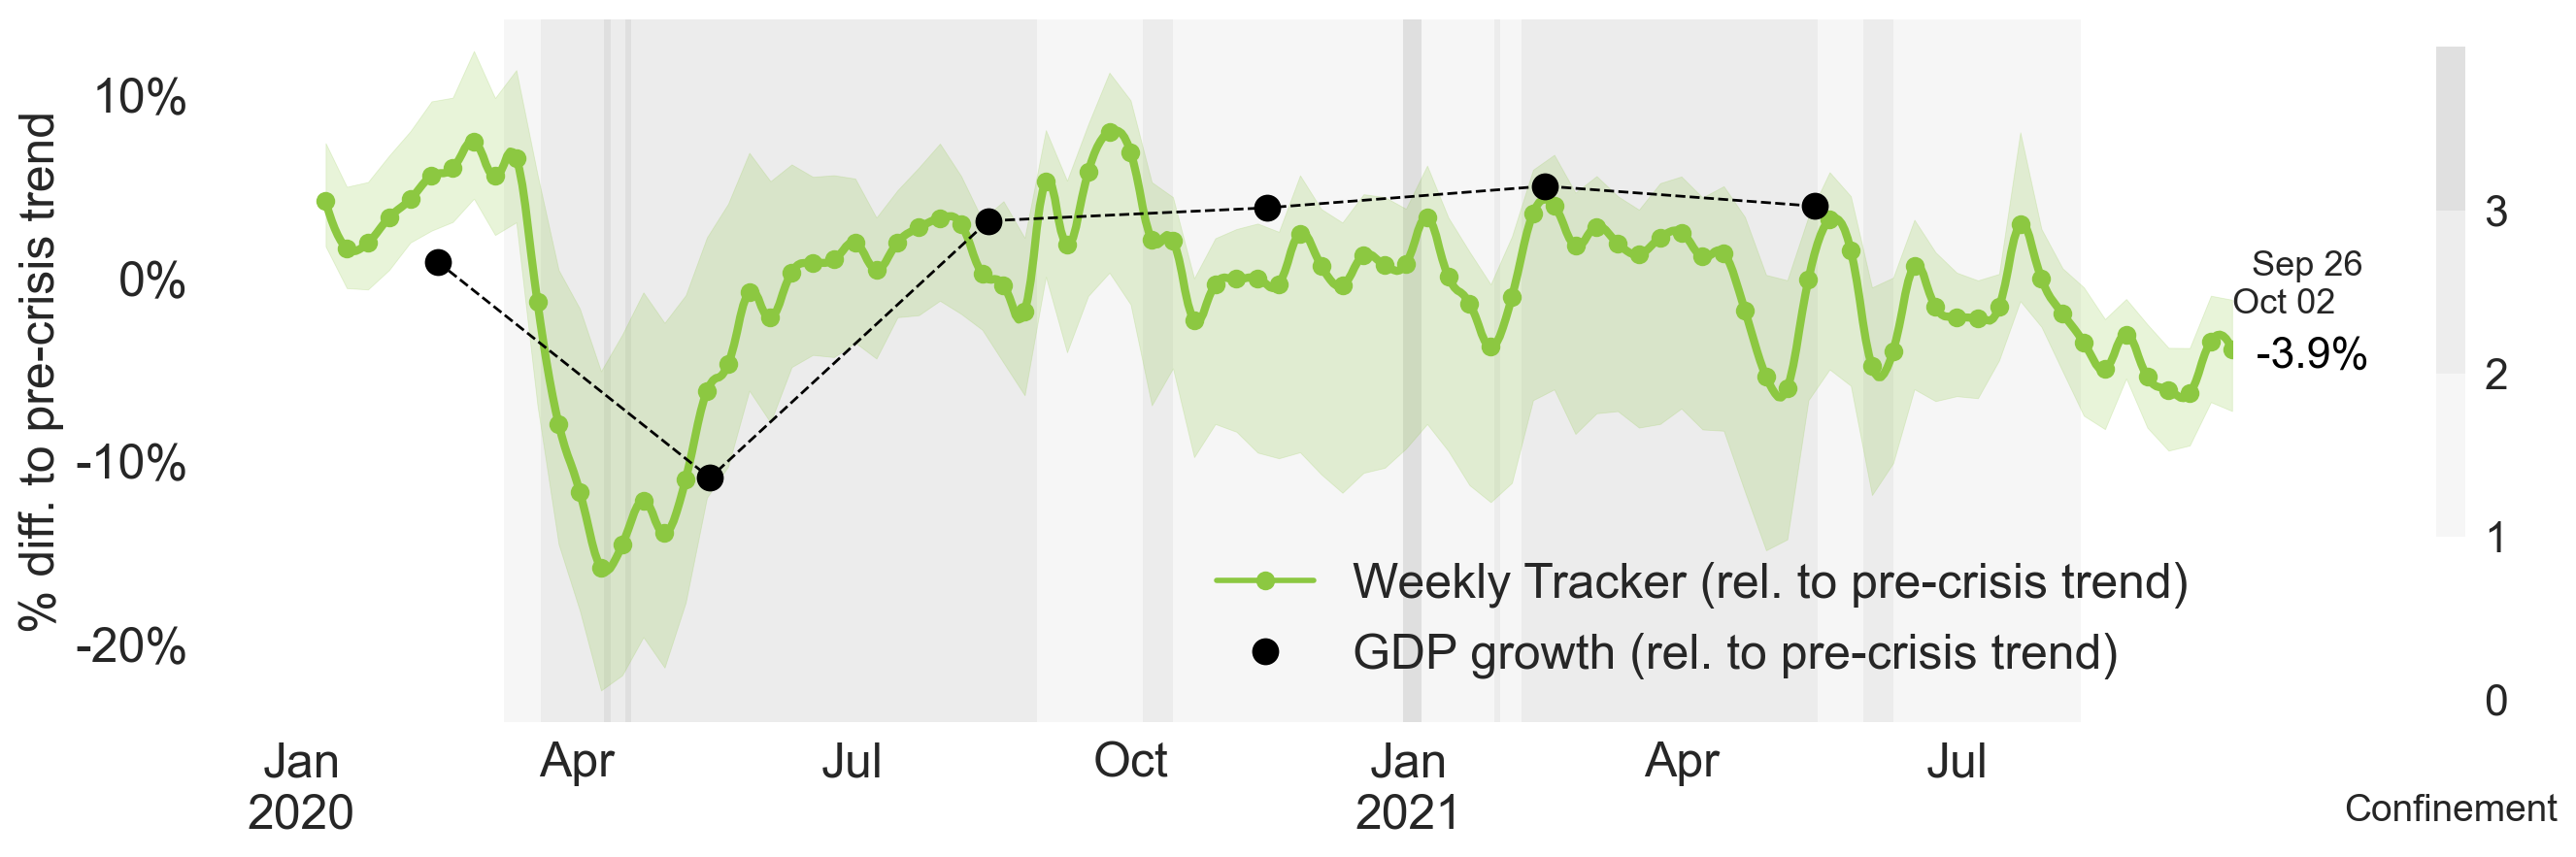 % diff. to pre-crisis trend
10%
0%
-10%
-20%
Jan
2020
Apr
Jul
Oct
Jan
2021
Apr
Jul
Weekly Tracker (rel. to pre-crisis trend)
GDP growth (rel. to pre-crisis trend)
Sep 26
Oct 02
-3.9%
3
2
1
0
Confinement